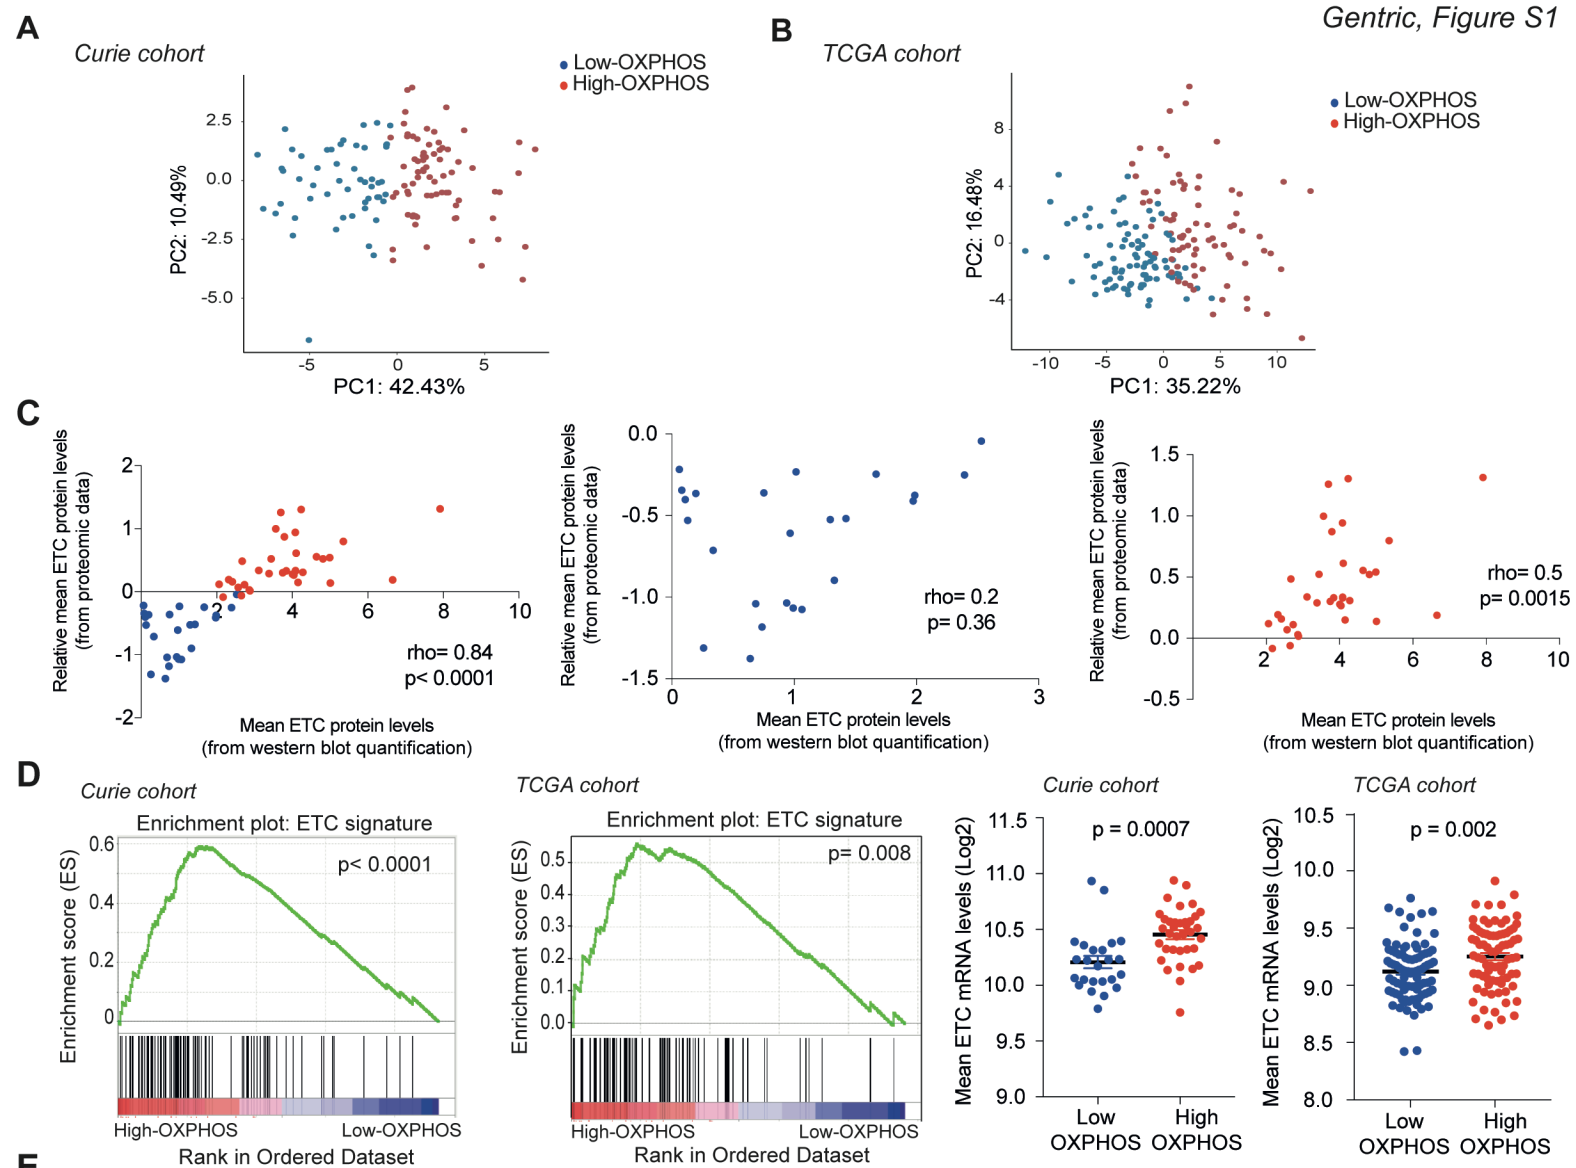 Gentric, Figure S1
A
Curie cohort
Low-OXPHOS
High-OXPHOS
PC2: 10.49%
2.5
0.0
-2.5
-5.0
-5
0
5
PC1: 42.43%
B
TCGA cohort
Low-OXPHOS
High-OXPHOS
PC2: 16.48%
8
4
0
-4
-10
-5
0
5
10
PC1: 35.22%
C
Relative mean ETC protein levels
(from proteomic data)
2
1
0
-1
-2
2
4
6
8
10
rho= 0.84
p< 0.0001
Mean ETC protein levels
(from western blot quantification)
Relative mean ETC protein levels
(from proteomic data)
0.0
-0.5
-1.0
-1.5
0
1
2
3
rho= 0.2
p= 0.36
Mean ETC protein levels
(from western blot quantification)
Relative mean ETC protein levels
(from proteomic data)
1.5
1.0
0.5
0.0
-0.5
2
4
6
8
10
rho= 0.5
p= 0.0015
Mean ETC protein levels
(from western blot quantification)
D
Curie cohort
Enrichment plot: ETC signature
p< 0.0001
Enrichment score (ES)
0.6
0.4
0.2
0
High-OXPHOS
Low-OXPHOS
Rank in Ordered Dataset
TCGA cohort
Enrichment plot: ETC signature
p= 0.008
Enrichment score (ES)
0.5
0.4
0.3
0.2
0.1
0.0
High-OXPHOS
Low-OXPHOS
Rank in Ordered Dataset
Curie cohort
p = 0.0007
Mean ETC mRNA levels (Log2)
11.5
11.0
10.5
10.0
9.5
9.0
Low
OXPHOS
High
OXPHOS
TCGA cohort
p = 0.002
Mean ETC mRNA levels (Log2)
10.5
10.0
9.5
9.0
8.5
8.0
Low
OXPHOS
High
OXPHOS